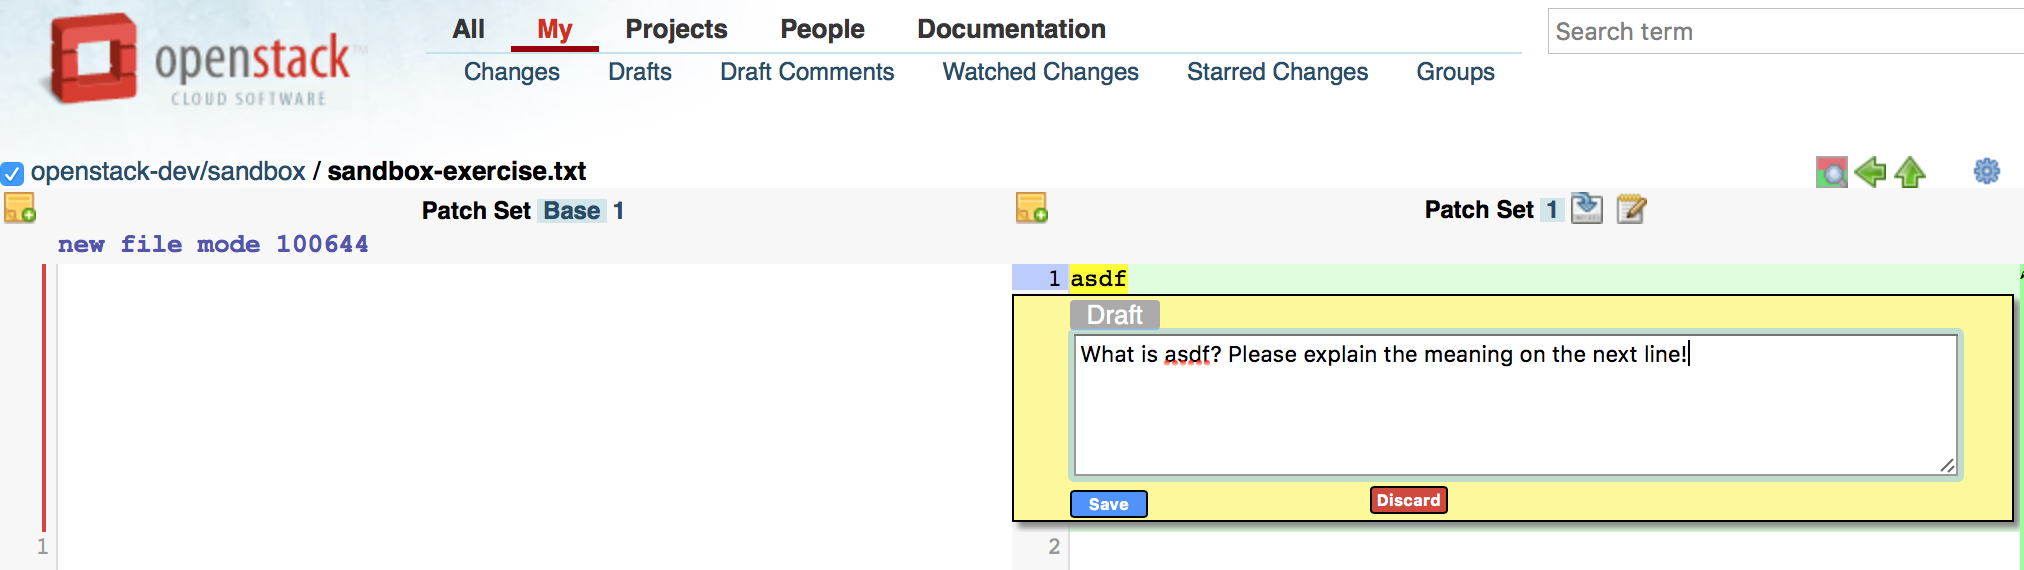 openstack™
CLOUD SOFTWARE
All My Projects People Documentation
Search term
Changes Drafts Draft Comments Watched Changes Starred Changes Groups
openstack-dev/sandbox / sandbox-exercise.txt
Patch Set Base 1
Patch Set 1
new file mode 100644
1 asdf
Draft
What is asdf? Please explain the meaning on the next line!
Save Discard
1
2